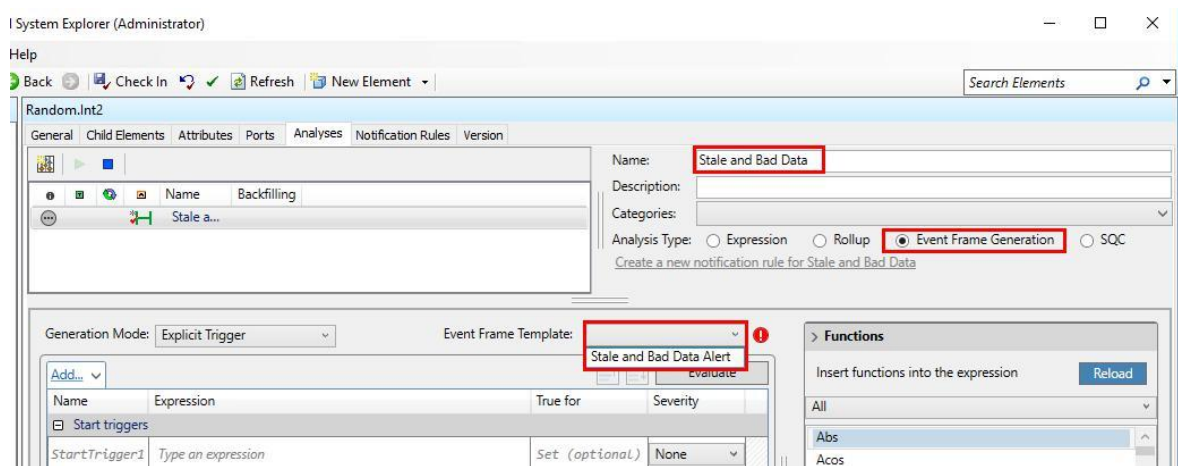 l System Explorer (Administrator)
Help
Back Check In Refresh New Element Search Elements
Random.Int2
General Child Elements Attributes Ports Analyses Notification Rules Version
Name: Stale and Bad Data
Description:
Name Backfilling
Stale a...
Categories:
Analysis Type: Expression Rollup Event Frame Generation SQC
Create a new notification rule for Stale and Bad Data
Generation Mode: Explicit Trigger Event Frame Template:
Stale and Bad Data Alert
Functions
Add... Evaluate
Insert functions into the expression Reload
Name Expression True for Severity
All
Start triggers
Abs
StartTrigger1 Type an expression Set (optional) None
Acos